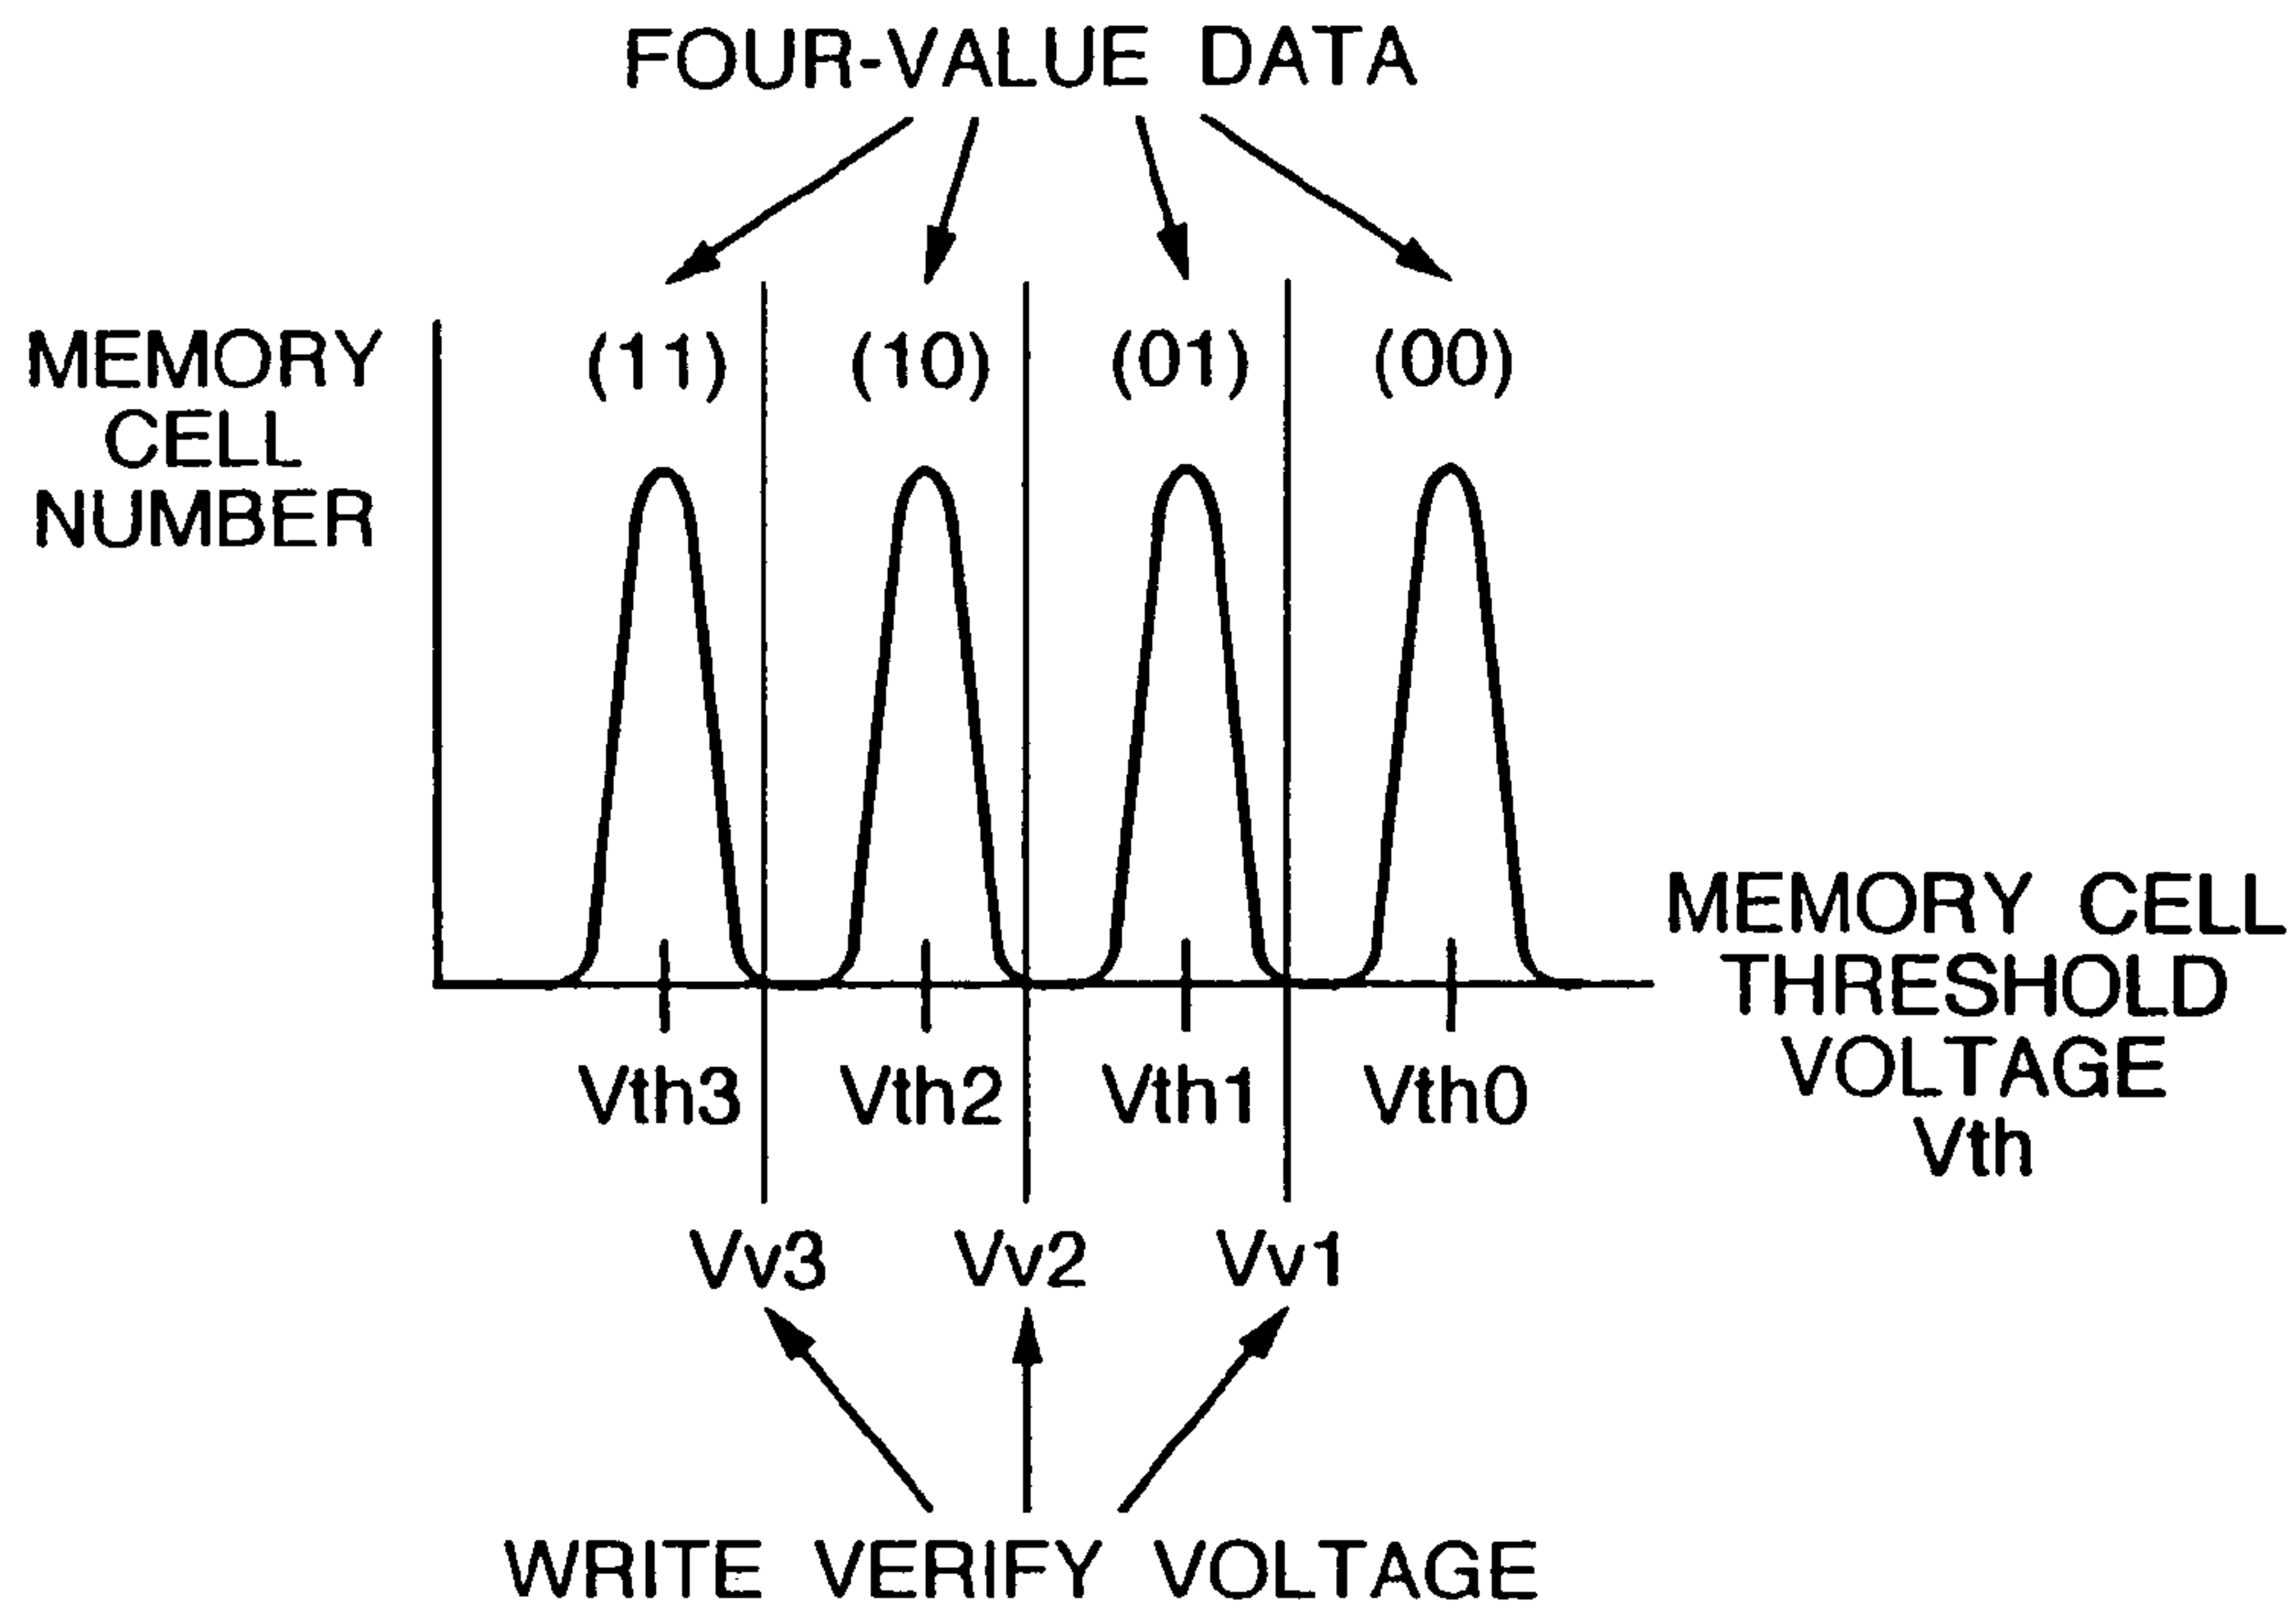 FOUR-VALUE DATA
(11) (10) (01) (00)
MEMORY
CELL
NUMBER
MEMORY CELL
THRESHOLD
VOLTAGE
Vth
Vth3 Vth2 Vth1 Vth0
Vv3 Vv2 Vv1
WRITE VERIFY VOLTAGE